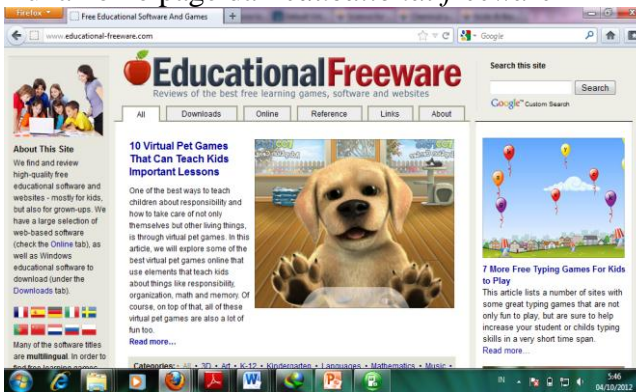 Firefox
Free Educational Software And Games
www.educational-freeware.com
Google
EducationalFreeware
Reviews of the best free learning games, software and websites
All
Downloads
Online
Reference
Links
About
Search this site
Search
Google™ Custom Search
About This Site
We find and review
high-quality free
educational software and
websites - mostly for kids,
but also for grown-ups. We
have a large selection of
web-based software
(check the Online tab), as
well as Windows
educational software to
download (under the
Downloads tab).
Many of the software titles
are multilingual. In order to
10 Virtual Pet Games
That Can Teach Kids
Important Lessons
One of the best ways to teach
children about responsibility and
how to take care of not only
themselves but other living things,
is through virtual pet games. In this
article, we will explore some of the
best virtual pet games online that
use elements that teach kids
about things like responsibility,
organization, math and memory. Of
course, on top of that, all of these
virtual pet games are also a lot of
fun too.
Read more...
Categories: • All • 3D • Art • K-12 • Kindergarten • Languages • Mathematics • Music •
7 More Free Typing Games For Kids
to Play
This article lists a number of sites with
some great typing games that are not
only fun to play, but are sure to help
increase your student or childs typing
skills in a very short time span.
Read more...
IN
5:46
04/10/2012